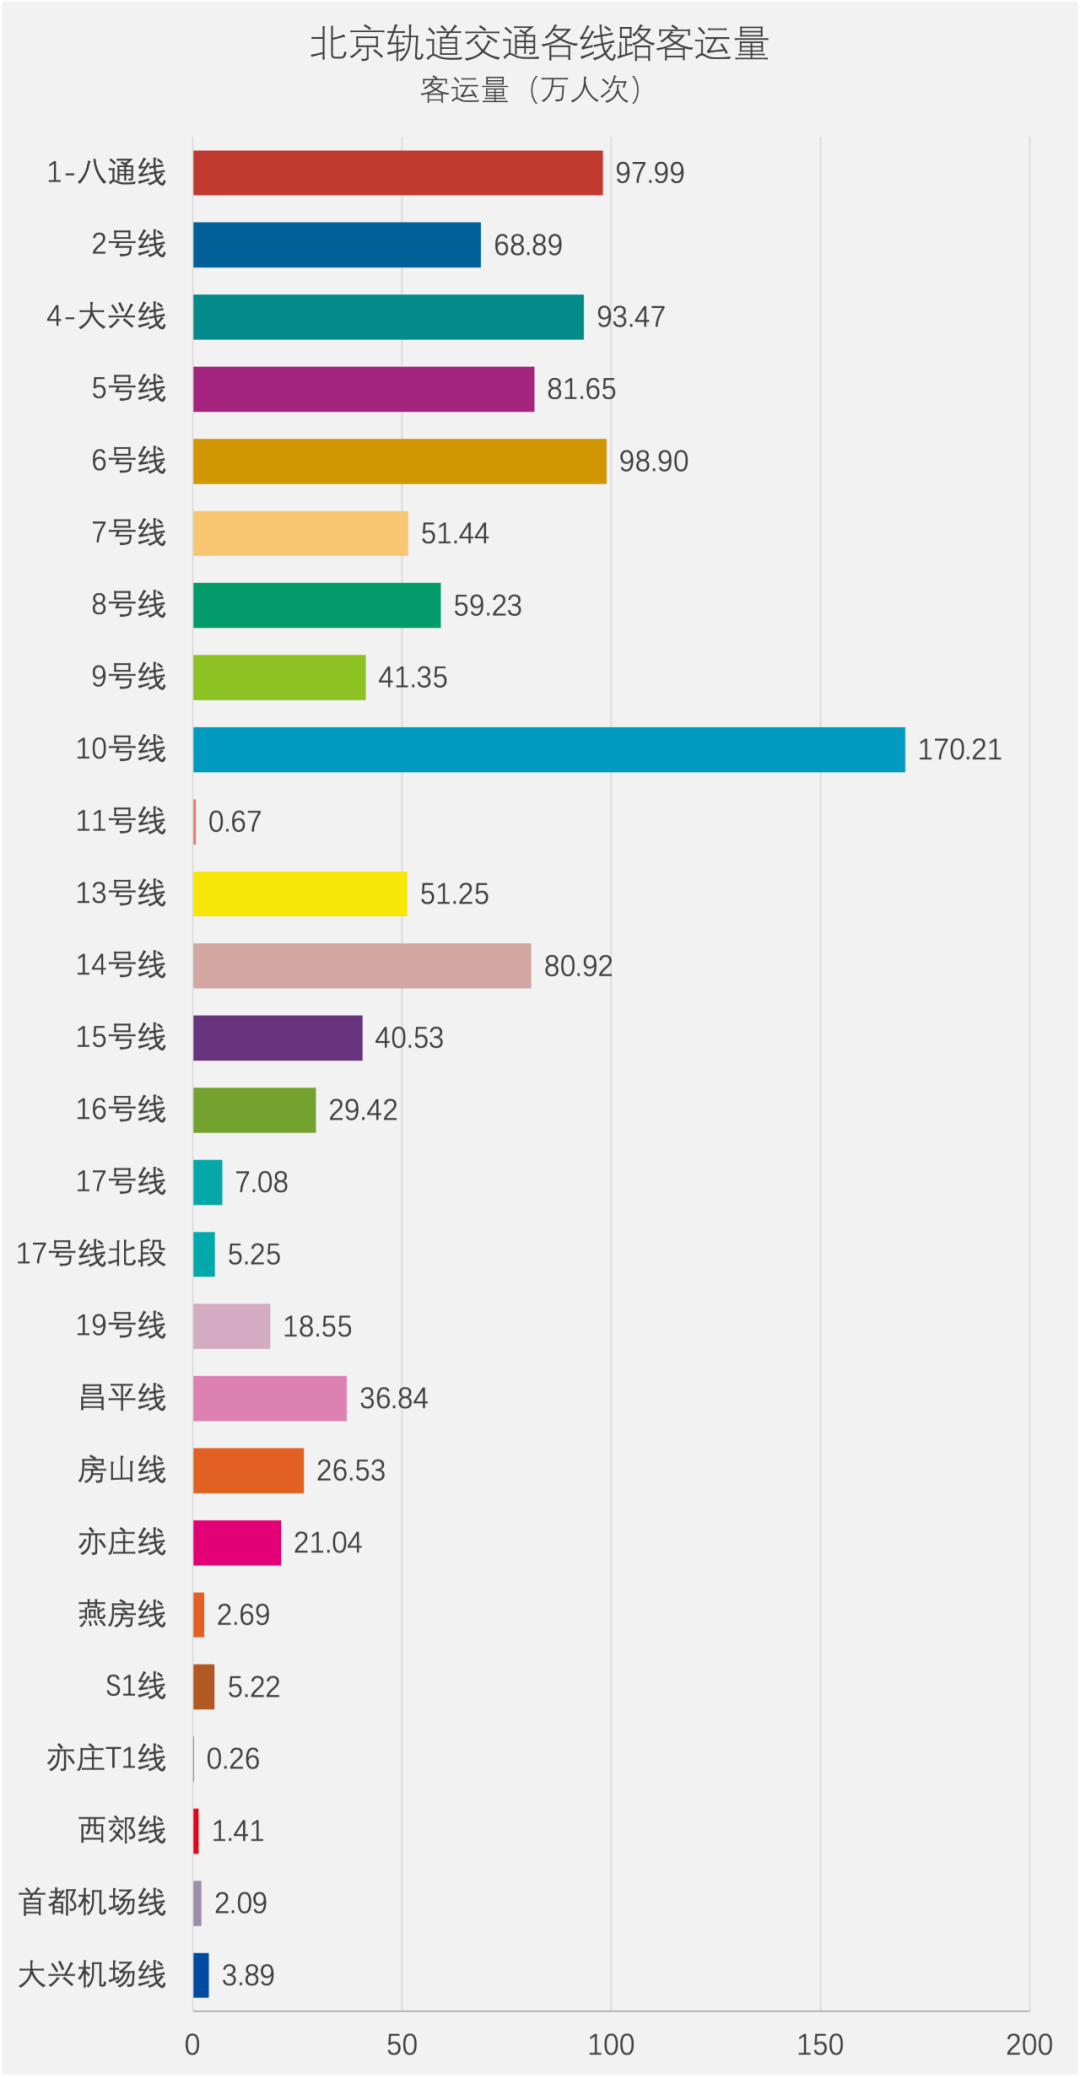 北京轨道交通各线路客运量
客运量（万人次）
1-八通线 97.99
2号线 68.89
4-大兴线 93.47
5号线 81.65
6号线 98.90
7号线 51.44
8号线 59.23
9号线 41.35
10号线 170.21
11号线 0.67
13号线 51.25
14号线 80.92
15号线 40.53
16号线 29.42
17号线 7.08
17号线北段 5.25
19号线 18.55
昌平线 36.84
房山线 26.53
亦庄线 21.04
燕房线 2.69
S1线 5.22
亦庄T1线 0.26
西郊线 1.41
首都机场线 2.09
大兴机场线 3.89
0 50 100 150 200